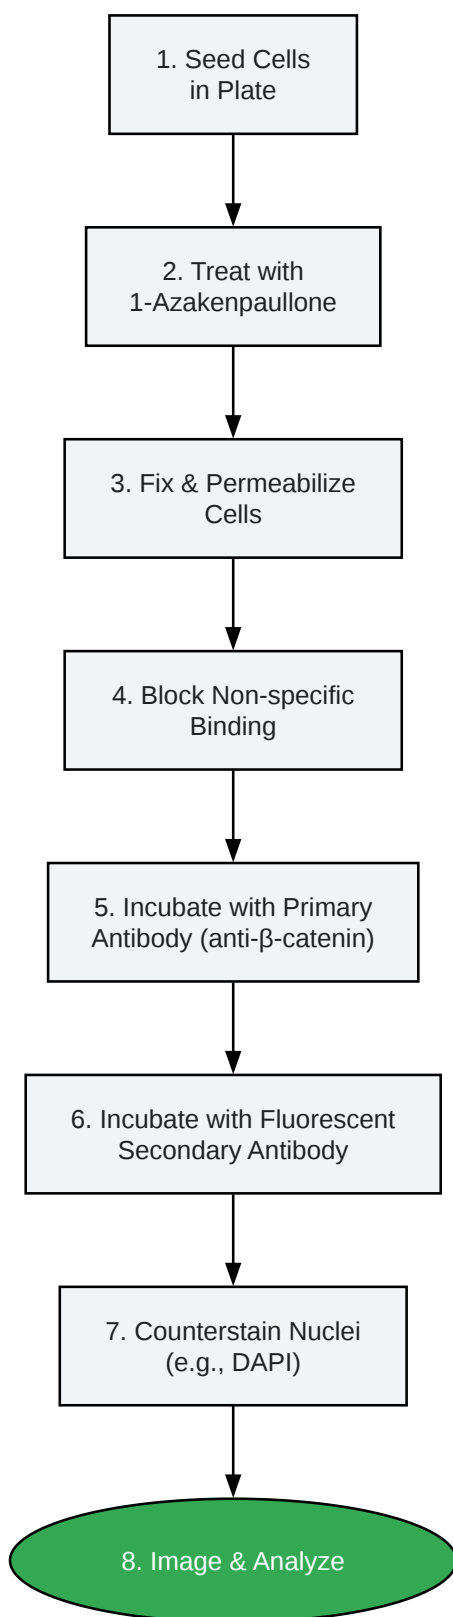 1. Seed Cells
in Plate
2. Treat with
1-Azakenpaullone
3. Fix & Permeabilize
Cells
4. Block Non-specific
Binding
5. Incubate with Primary
Antibody (anti-β-catenin)
6. Incubate with Fluorescent
Secondary Antibody
7. Counterstain Nuclei
(e.g., DAPI)
8. Image & Analyze